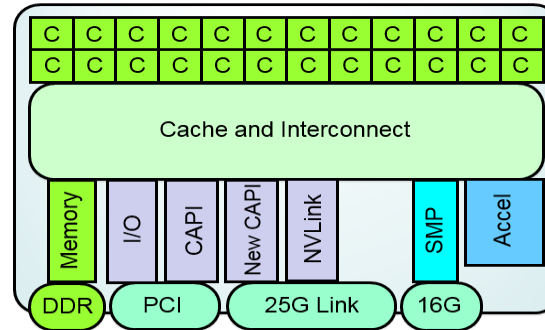 C C C C C C C C C C C C
C C C C C C C C C C C C
Cache and Interconnect
Memory
I/O
CAPI
New CAPI
NVLink
SMP
Accel
DDR
PCI
25G Link
16G